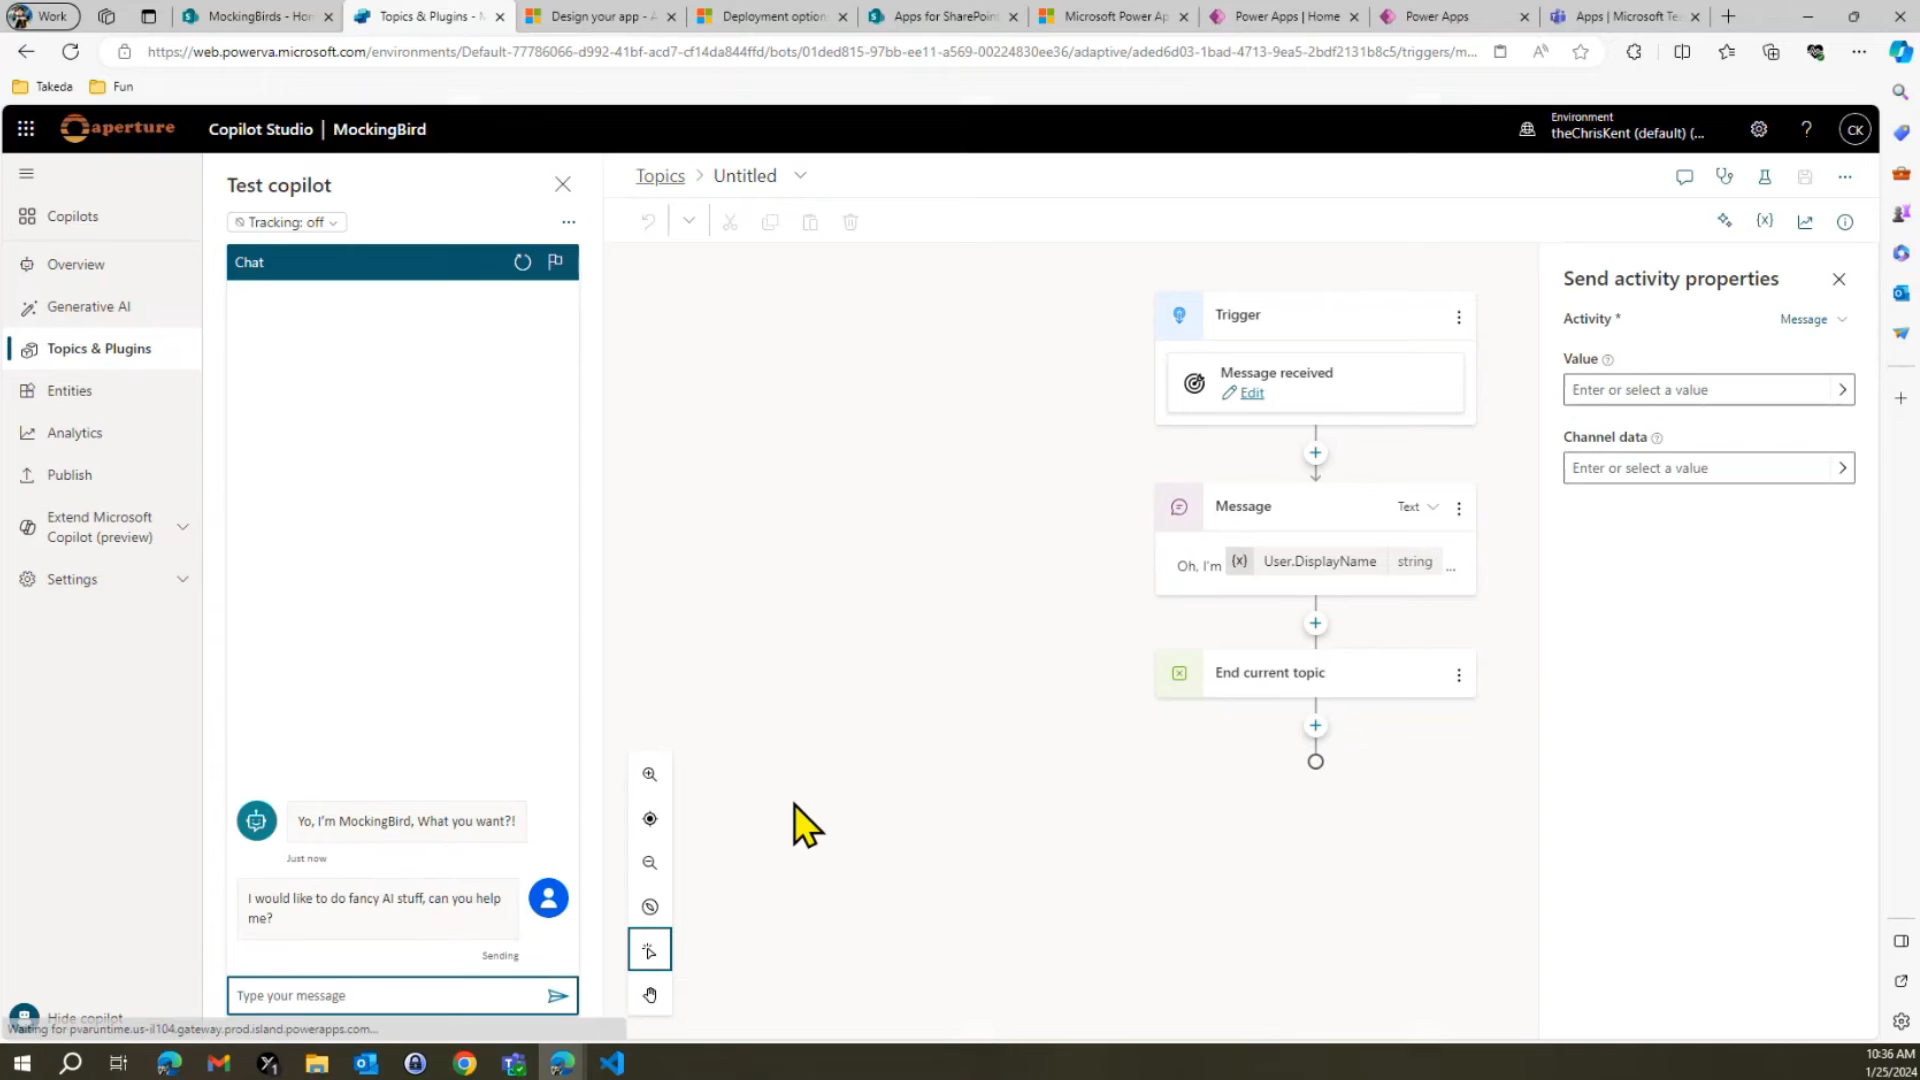 Work
MockingBirds - Hom
Topics & Plugins - M
Design your app - A
Deployment option
Apps for SharePoint
Microsoft Power Ap
Power Apps | Home
Power Apps
Apps | Microsoft Te
https://web.powerva.microsoft.com/environments/Default-77786066-d992-41bf-acd7-cf14da844ffd/bots/01ded815-97bb-ee11-a569-00224830ee36/adaptive/aded6d03-1bad-4713-9ea5-2bdf2131b8c5/triggers/m...
Takeda
Fun
aperture
Copilot Studio | MockingBird
Environment
theChrisKent (default) (...
?
CK
Copilots
Overview
Generative AI
Topics & Plugins
Entities
Analytics
Publish
Extend Microsoft
Copilot (preview)
Settings
Hide copilot
Waiting for pvaruntime.us-il104.gateway.prod.island.powerapps.com...
Test copilot
Tracking: off
Chat
Yo, I'm MockingBird, What you want?!
Just now
I would like to do fancy AI stuff, can you help
me?
Sending
Type your message
Topics > Untitled
Trigger
Message received
Edit
Message
Text
Oh, I'm {x} User.DisplayName string ...
End current topic
Send activity properties
Activity *
Message
Value
Enter or select a value
Channel data
Enter or select a value
10:36 AM
1/25/2024